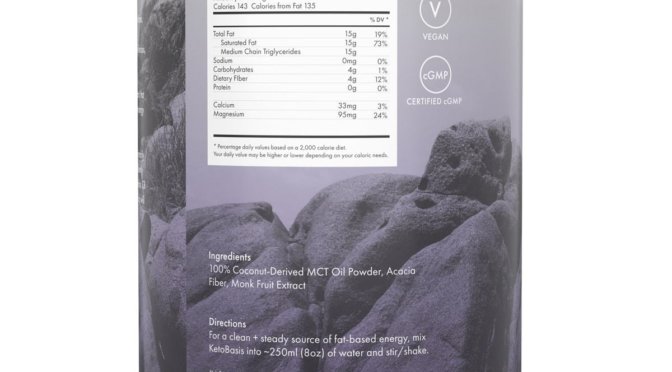 Calories 143 Calories from Fat 135
% DV *
Total Fat 15g 19%
Saturated Fat 15g 73%
Medium Chain Triglycerides 15g
Sodium 0mg 0%
Carbohydrates 4g 1%
Dietary Fiber 4g 12%
Protein 0g 0%
Calcium 33mg 3%
Magnesium 95mg 24%
* Percentage daily values based on a 2,000 calorie diet.
Your daily value may be higher or lower depending on your caloric needs.
V
VEGAN
cGMP
CERTIFIED cGMP
Ingredients
100% Coconut-Derived MCT Oil Powder, Acacia
Fiber, Monk Fruit Extract
Directions
For a clean + steady source of fat-based energy, mix
KetoBasis into ~250ml (8oz) of water and stir/shake.